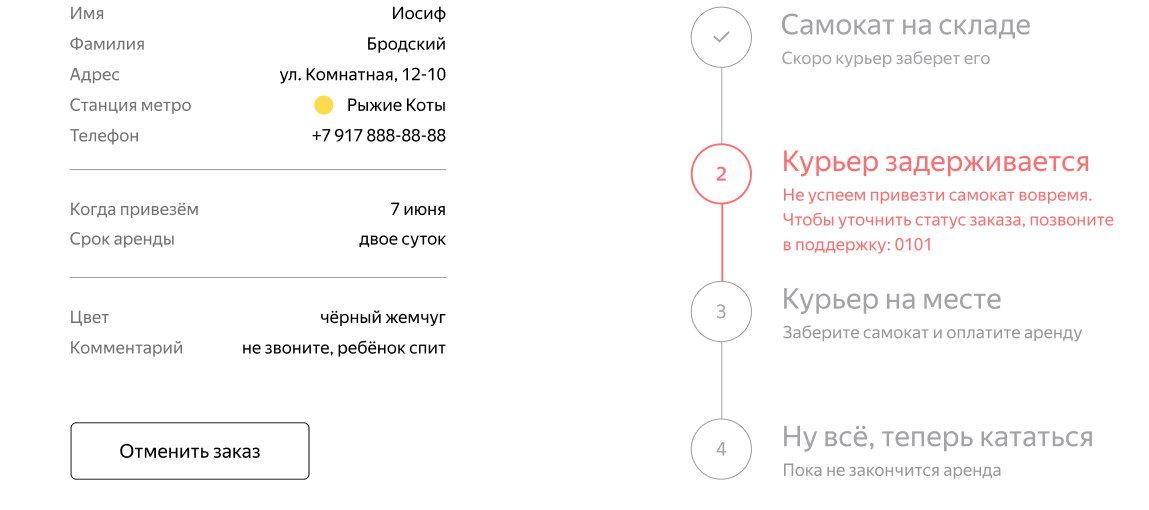 Имя Иосиф
Фамилия Бродский
Адрес ул. Комнатная, 12-10
Станция метро Рыжие Коты
Телефон +7 917 888-88-88
Когда привезём 7 июня
Срок аренды двое суток
Цвет чёрный жемчуг
Комментарий не звоните, ребёнок спит
Отменить заказ
Самокат на складе
Скоро курьер заберет его
2
Курьер задерживается
Не успеем привезти самокат вовремя.
Чтобы уточнить статус заказа, позвоните
в поддержку: 0101
3
Курьер на месте
Заберите самокат и оплатите аренду
4
Ну всё, теперь кататься
Пока не закончится аренда